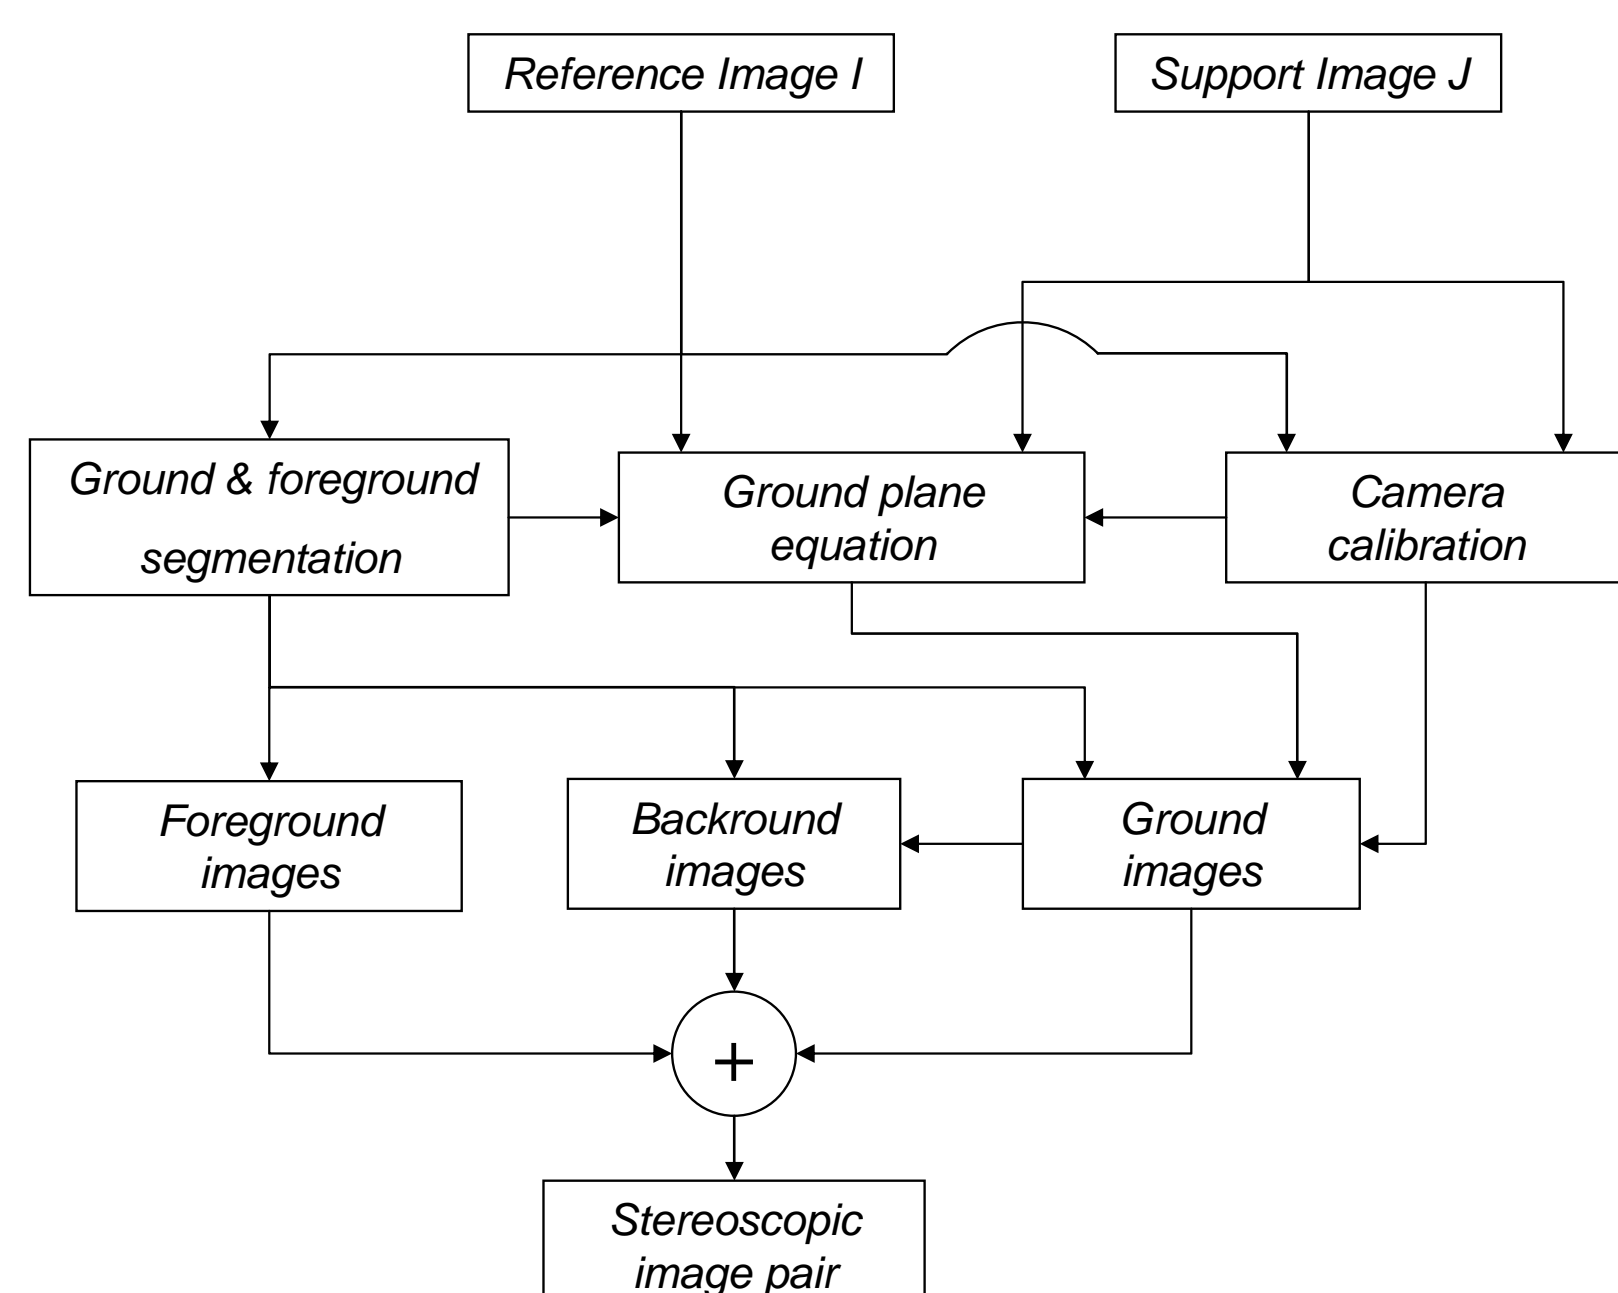 Reference Image I
Support Image J
Ground & foreground
segmentation
Ground plane
equation
Camera
calibration
Foreground
images
Backround
images
Ground
images
+
Stereoscopic
image pair